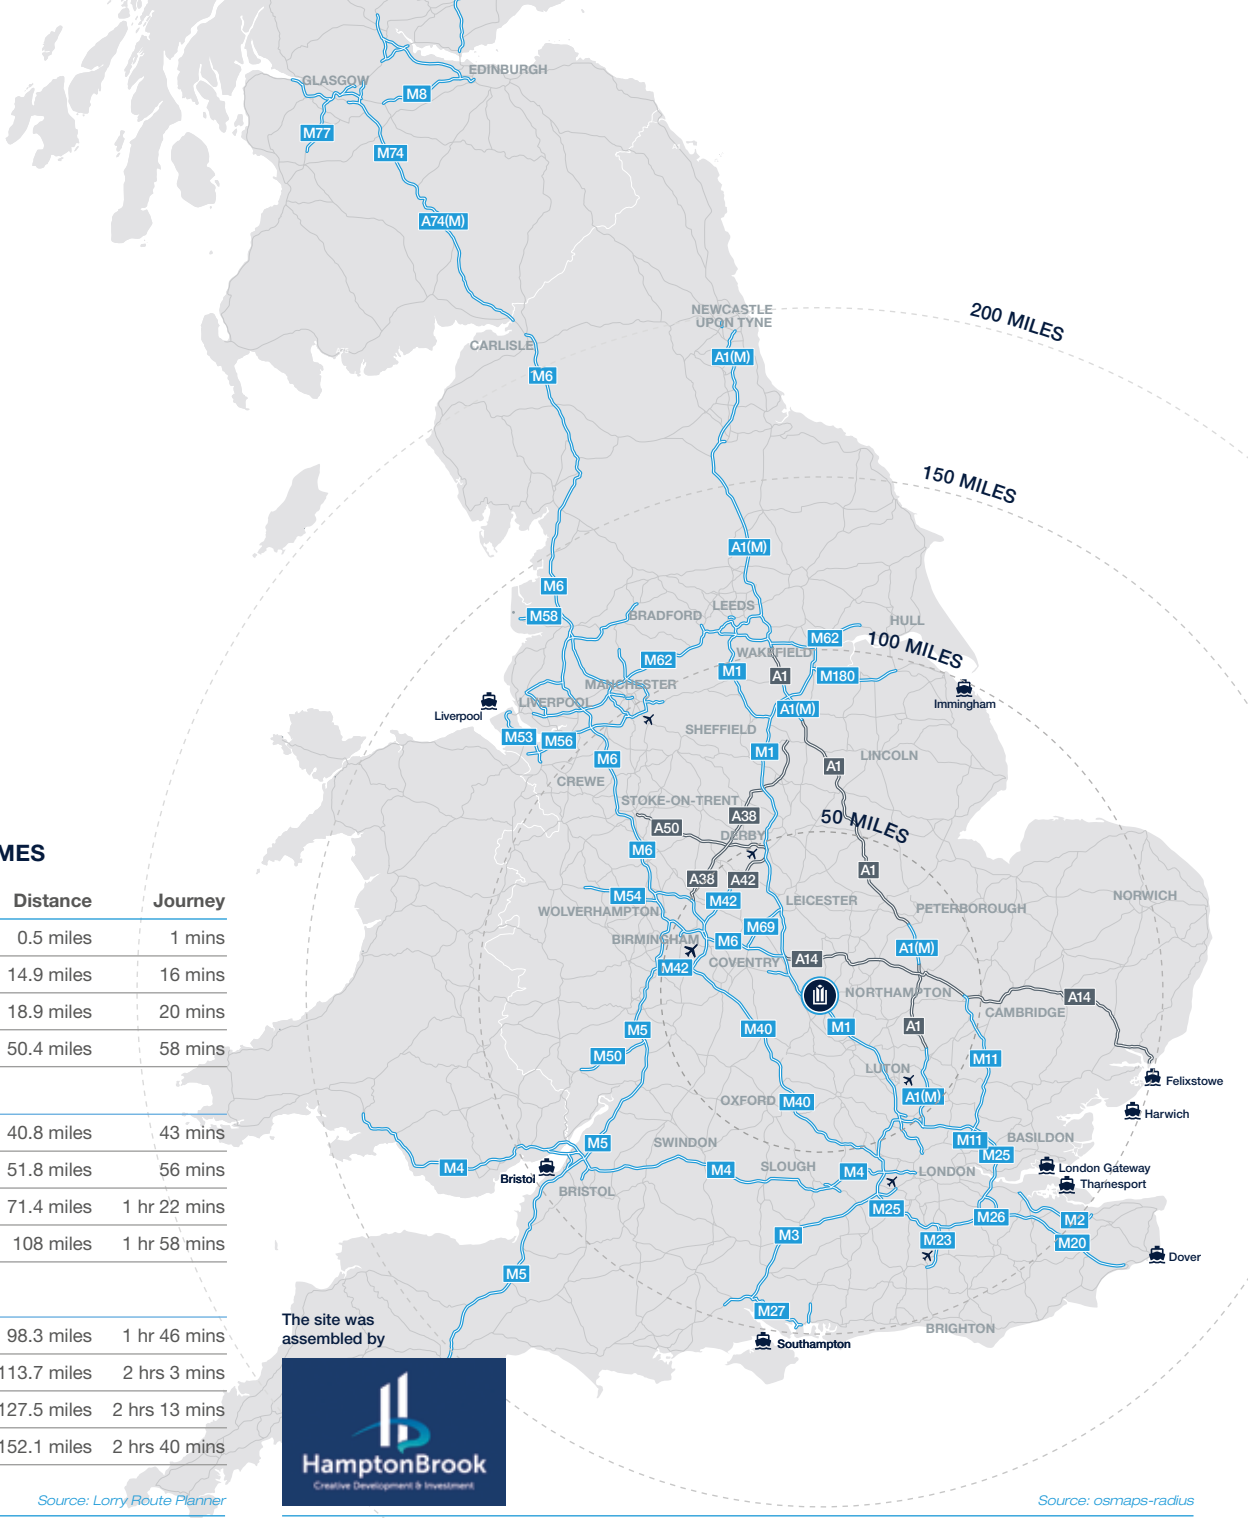 EDINBURGH
GLASGOW
M8
M77
M74
A74(M)
200 MILES
NEWCASTLE
UPON TYNE
CARLISLE
A1(M)
M6
150 MILES
A1(M)
M6
M58
BRADFORD
LEEDS
HULL
M62
100 MILES
WAKEFIELD
M62
M1
A1
M180
MANCHESTER
Immingham
LIVERPOOL
Liverpool
A1(M)
SHEFFIELD
M53
M56
M1
LINCOLN
M6
A1
CREWE
STOKE-ON-TRENT
A38
50 MILES
A50
DERBY
M6
A1
A38
A42
M54
M42
LEICESTER
NORWICH
WOLVERHAMPTON
PETERBOROUGH
M69
BIRMINGHAM
M6
A1(M)
COVENTRY
A14
M42
NORTHAMPTON
A14
CAMBRIDGE
M5
M40
M1
A1
M50
M11
LUTON
Felixstowe
A1(M)
OXFORD
M40
Harwich
M5
SWINDON
M11
BASILDON
M25
M4
M4
SLOUGH
M4
LONDON
London Gateway
Bristol
Thamesport
BRISTOL
M25
M26
M2
M3
M23
M20
Dover
M5
M27
BRIGHTON
Southampton
MES
Distance Journey
0.5 miles 1 mins
14.9 miles 16 mins
18.9 miles 20 mins
50.4 miles 58 mins
40.8 miles 43 mins
51.8 miles 56 mins
71.4 miles 1 hr 22 mins
108 miles 1 hr 58 mins
98.3 miles 1 hr 46 mins
113.7 miles 2 hrs 3 mins
127.5 miles 2 hrs 13 mins
152.1 miles 2 hrs 40 mins
Source: Lorry Route Planner
The site was
assembled by
HamptonBrook
Creative Development & Investment
Source: osmaps-radius